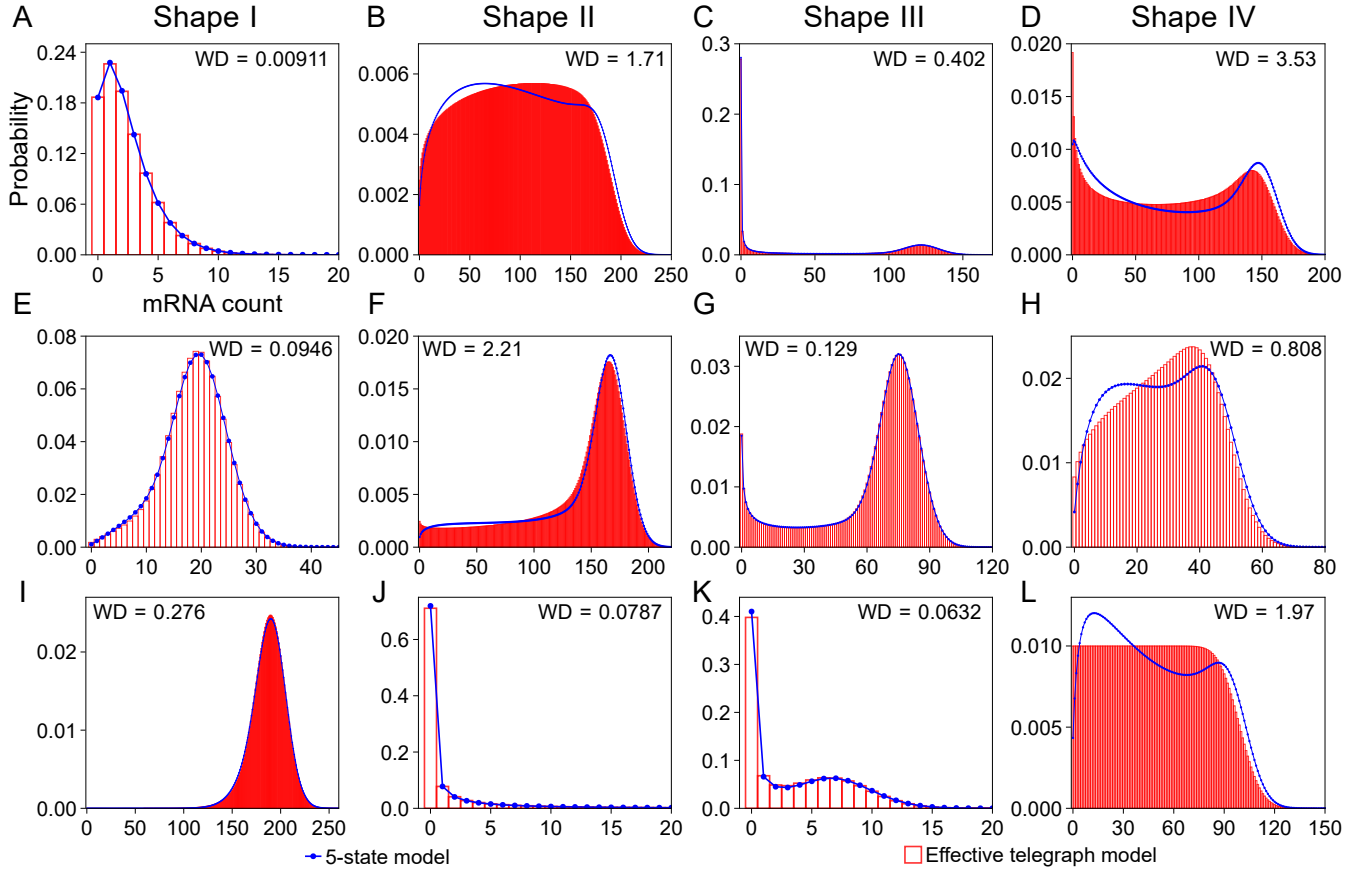 A Shape I B Shape II C Shape III D Shape IV
WD = 0.00911
WD = 1.71
WD = 0.402
WD = 3.53
Probability
0.24
0.18
0.12
0.06
0.00
0 5 10 15 20
mRNA count
0.006
0.004
0.002
0.000
0 50 100 150 200 250
0.3
0.2
0.1
0.0
0 50 100 150
0.020
0.015
0.010
0.005
0.000
0 50 100 150 200
E
WD = 0.0946
0.08
0.06
0.04
0.02
0.00
0 10 20 30 40
F
WD = 2.21
0.020
0.015
0.010
0.005
0.000
0 50 100 150 200
G
WD = 0.129
0.03
0.02
0.01
0.00
0 30 60 90 120
H
WD = 0.808
0.02
0.01
0.00
0 20 40 60 80
I
WD = 0.276
0.02
0.01
0.00
0 50 100 150 200 250
J
WD = 0.0787
0.6
0.4
0.2
0.0
0 5 10 15 20
K
WD = 0.0632
0.4
0.3
0.2
0.1
0.0
0 5 10 15 20
L
WD = 1.97
0.010
0.005
0.000
0 30 60 90 120 150
5-state model
Effective telegraph model